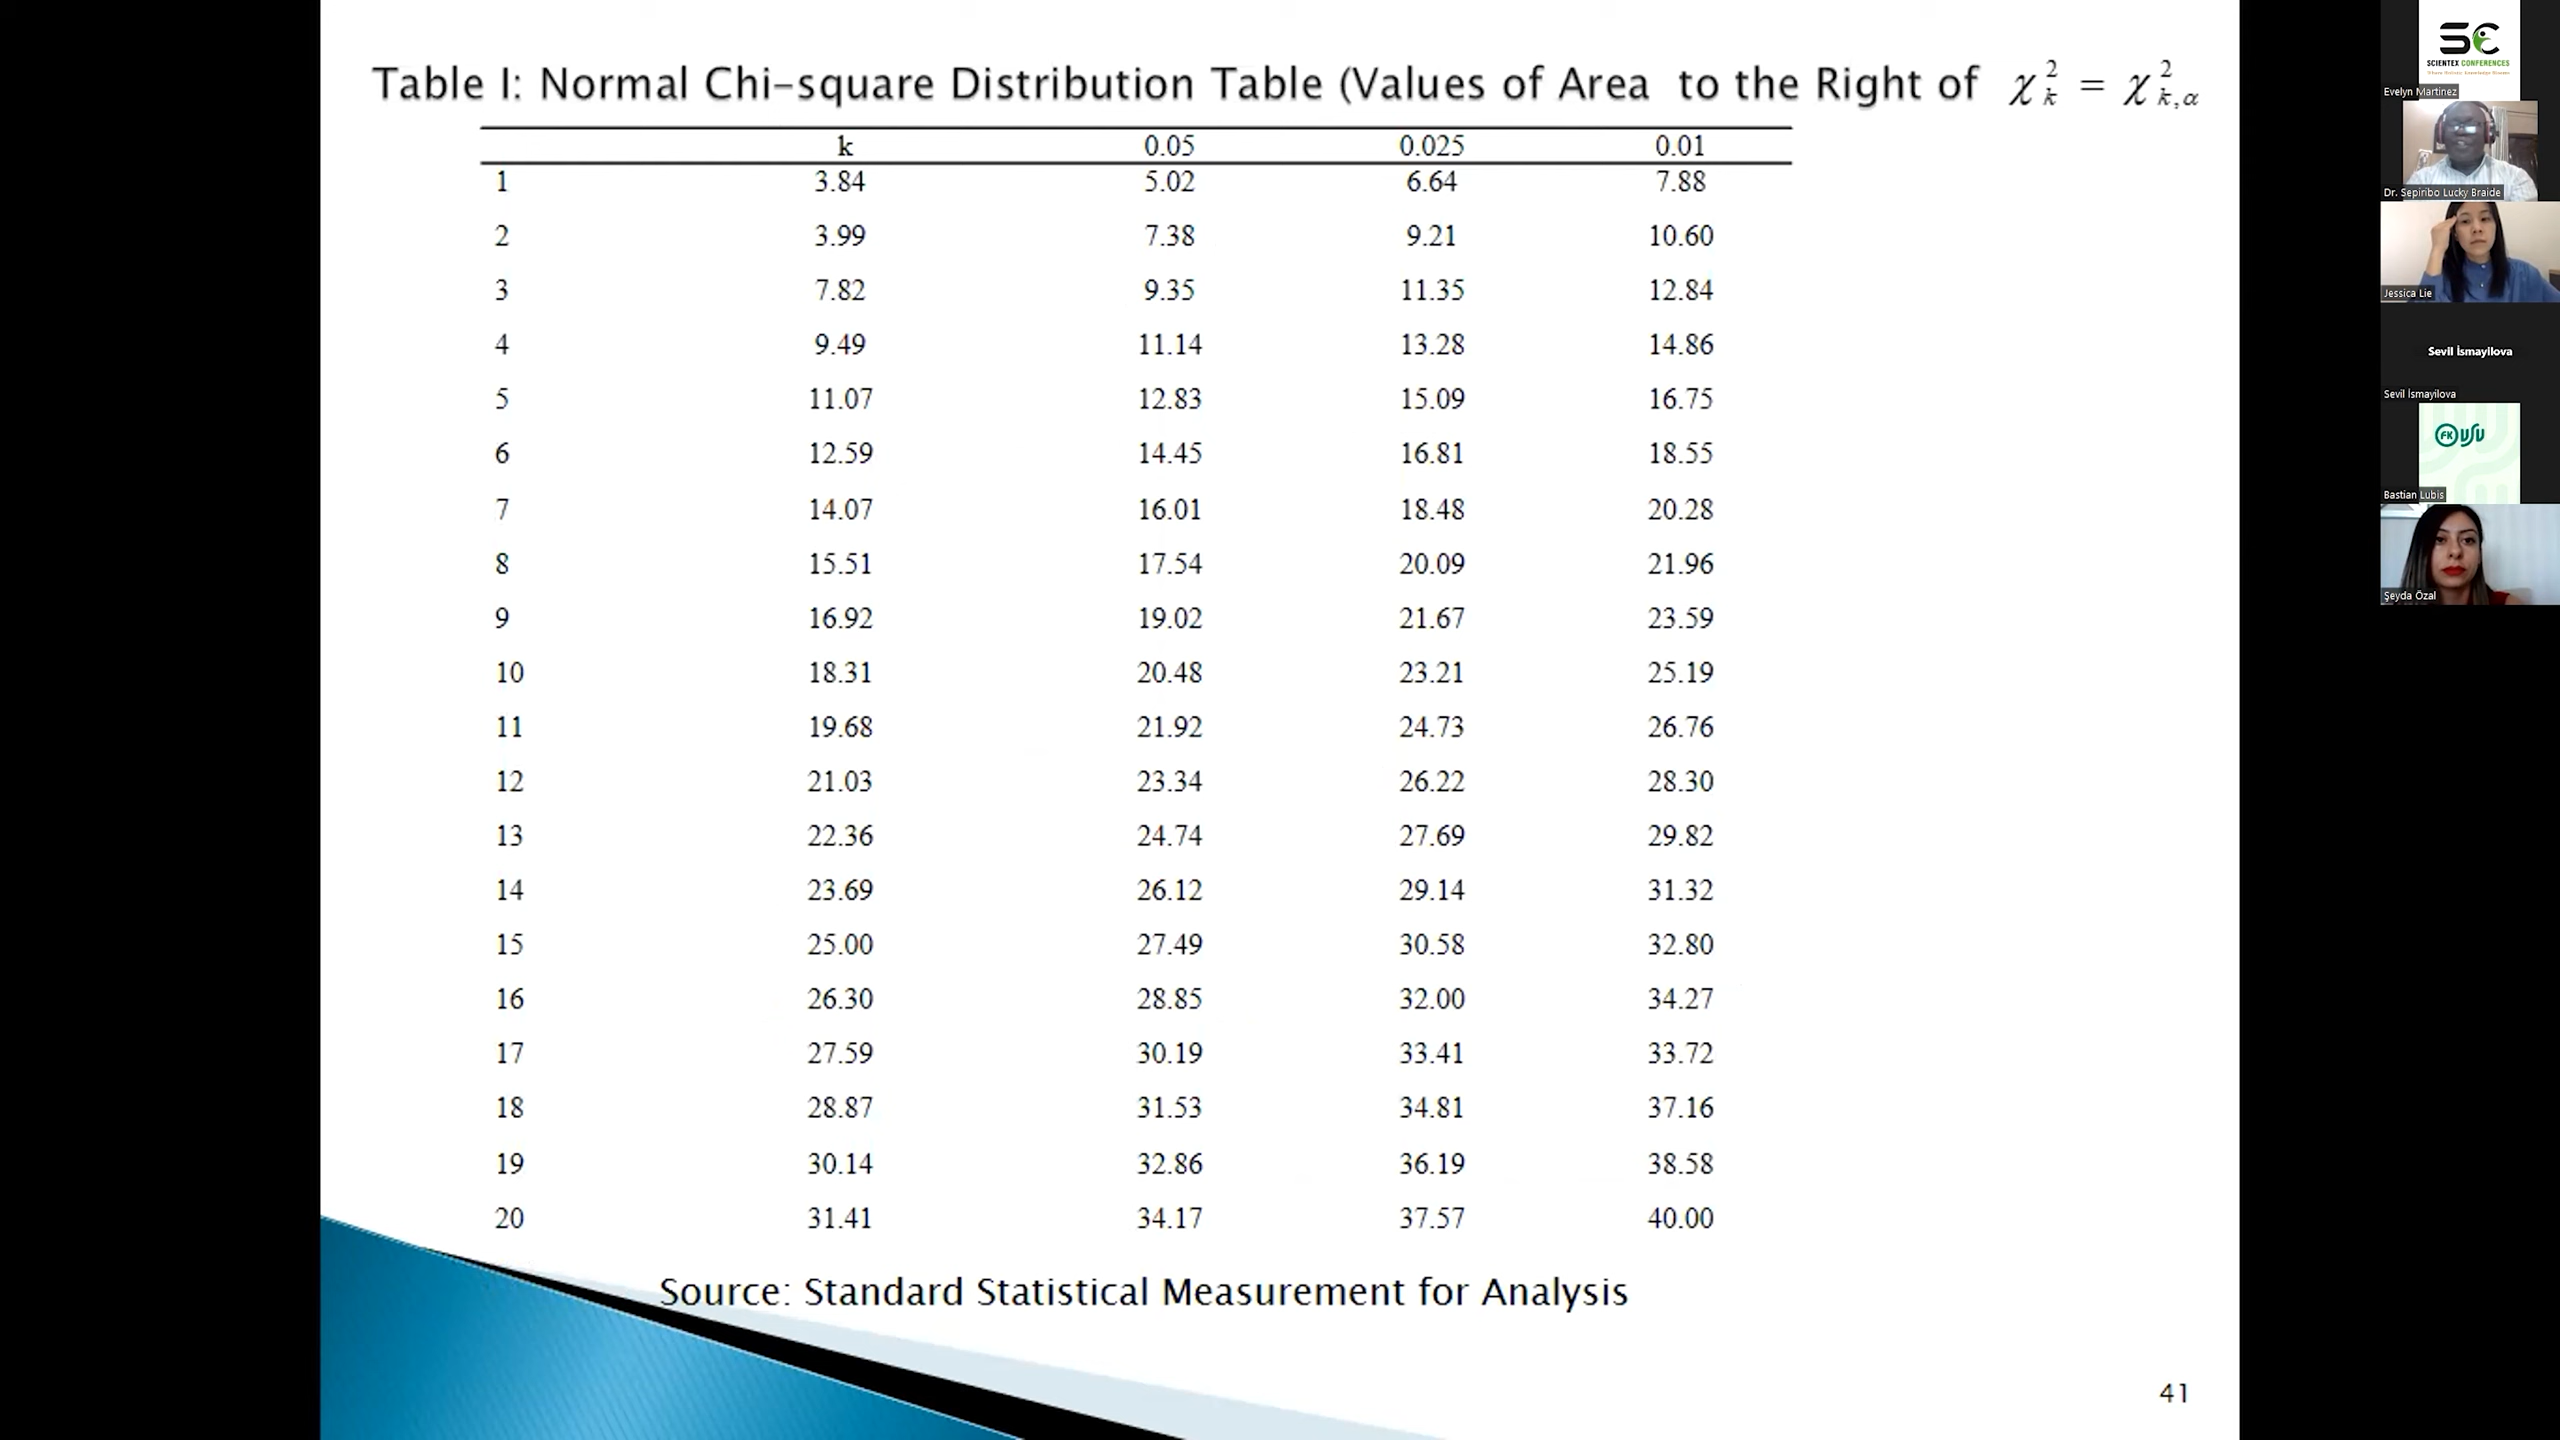 Table I: Normal Chi-square Distribution Table (Values of Area to the Right of χ²ₖ = χ²ₖ,α
k 0.05 0.025 0.01
1 3.84 5.02 6.64 7.88
2 3.99 7.38 9.21 10.60
3 7.82 9.35 11.35 12.84
4 9.49 11.14 13.28 14.86
5 11.07 12.83 15.09 16.75
6 12.59 14.45 16.81 18.55
7 14.07 16.01 18.48 20.28
8 15.51 17.54 20.09 21.96
9 16.92 19.02 21.67 23.59
10 18.31 20.48 23.21 25.19
11 19.68 21.92 24.73 26.76
12 21.03 23.34 26.22 28.30
13 22.36 24.74 27.69 29.82
14 23.69 26.12 29.14 31.32
15 25.00 27.49 30.58 32.80
16 26.30 28.85 32.00 34.27
17 27.59 30.19 33.41 33.72
18 28.87 31.53 34.81 37.16
19 30.14 32.86 36.19 38.58
20 31.41 34.17 37.57 40.00
Source: Standard Statistical Measurement for Analysis
41
SC
SCIENTEX CONFERENCES
Evelyn Martinez
Dr. Sepiribo Lucky Braide
Jessica Lie
Sevil İsmayilova
Sevil İsmayilova
FK USU
Bastian Lubis
Şeyda Özal